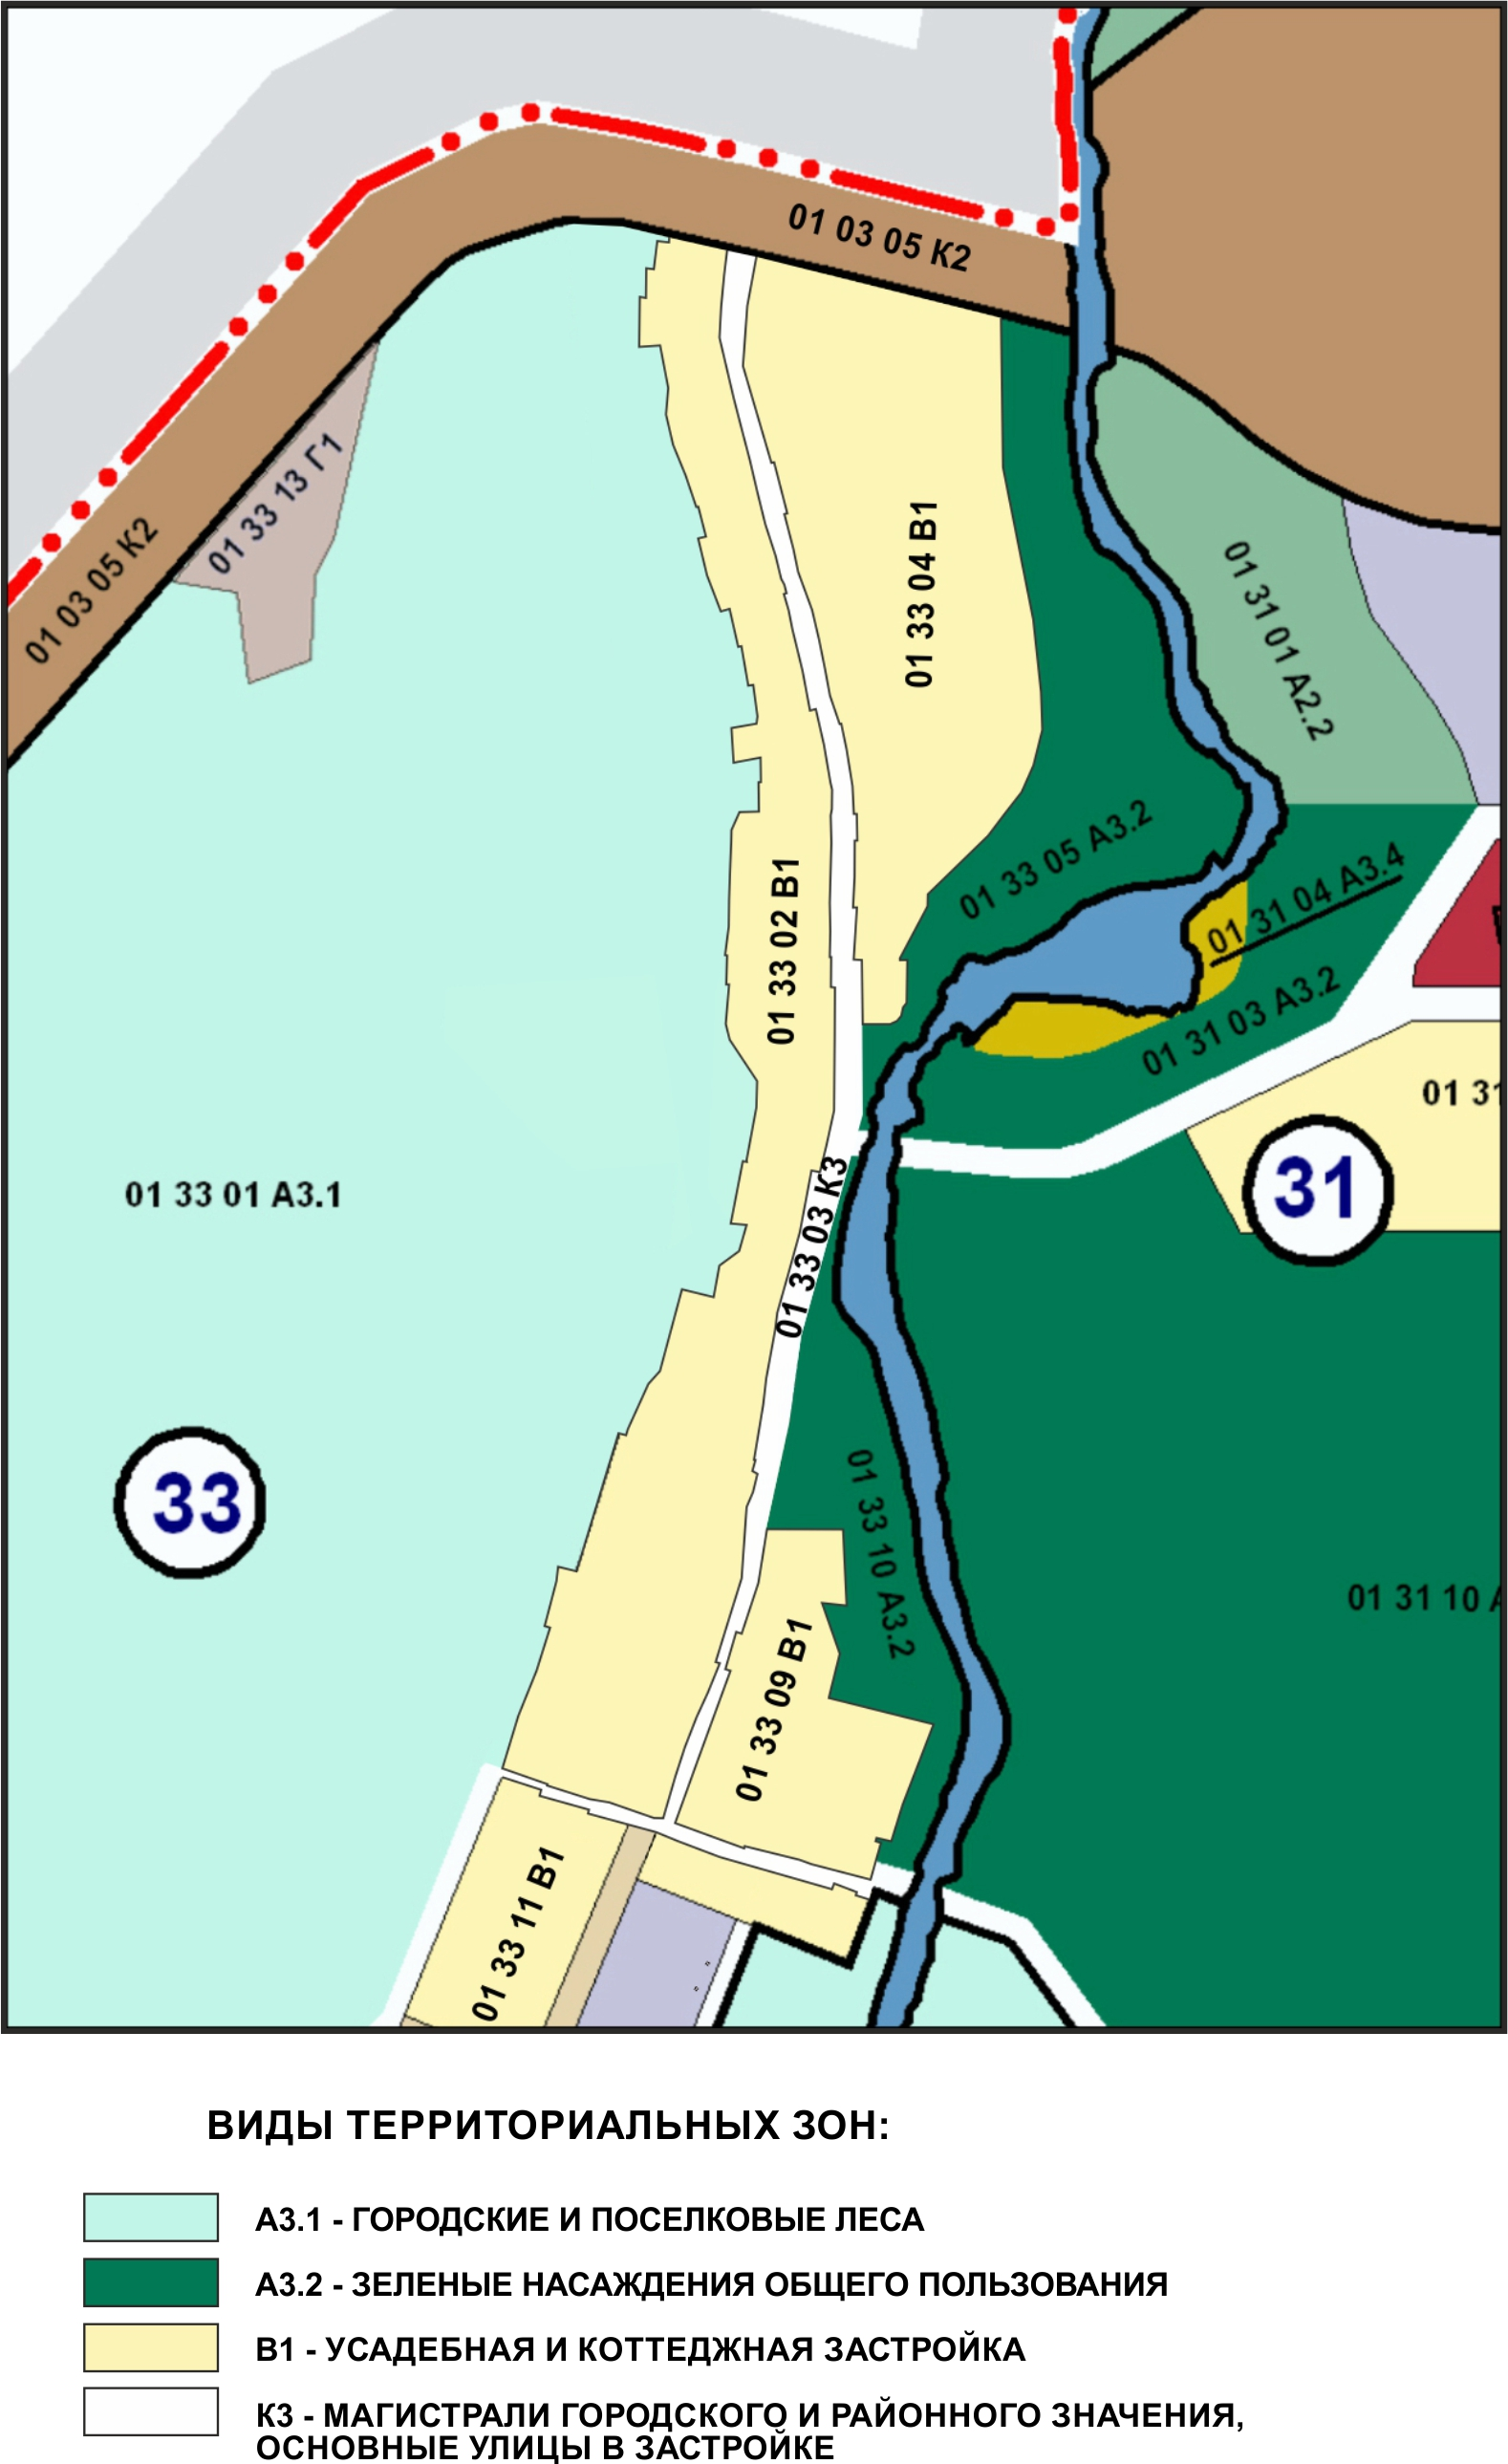 01 03 05 К2
01 33 13 Г1
01 03 05 К2
01 33 04 В1
01 31 01 А2.2
01 33 05 А3.2
01 31 04 А3.4
01 33 02 В1
01 31 03 А3.2
01 31
31
01 33 01 А3.1
01 33 03 К3
33
01 33 10 А3.2
01 31 10 А
01 33 09 В1
01 33 11 В1
ВИДЫ ТЕРРИТОРИАЛЬНЫХ ЗОН:
А3.1 - ГОРОДСКИЕ И ПОСЕЛКОВЫЕ ЛЕСА
А3.2 - ЗЕЛЕНЫЕ НАСАЖДЕНИЯ ОБЩЕГО ПОЛЬЗОВАНИЯ
В1 - УСАДЕБНАЯ И КОТТЕДЖНАЯ ЗАСТРОЙКА
К3 - МАГИСТРАЛИ ГОРОДСКОГО И РАЙОННОГО ЗНАЧЕНИЯ,
ОСНОВНЫЕ УЛИЦЫ В ЗАСТРОЙКЕ